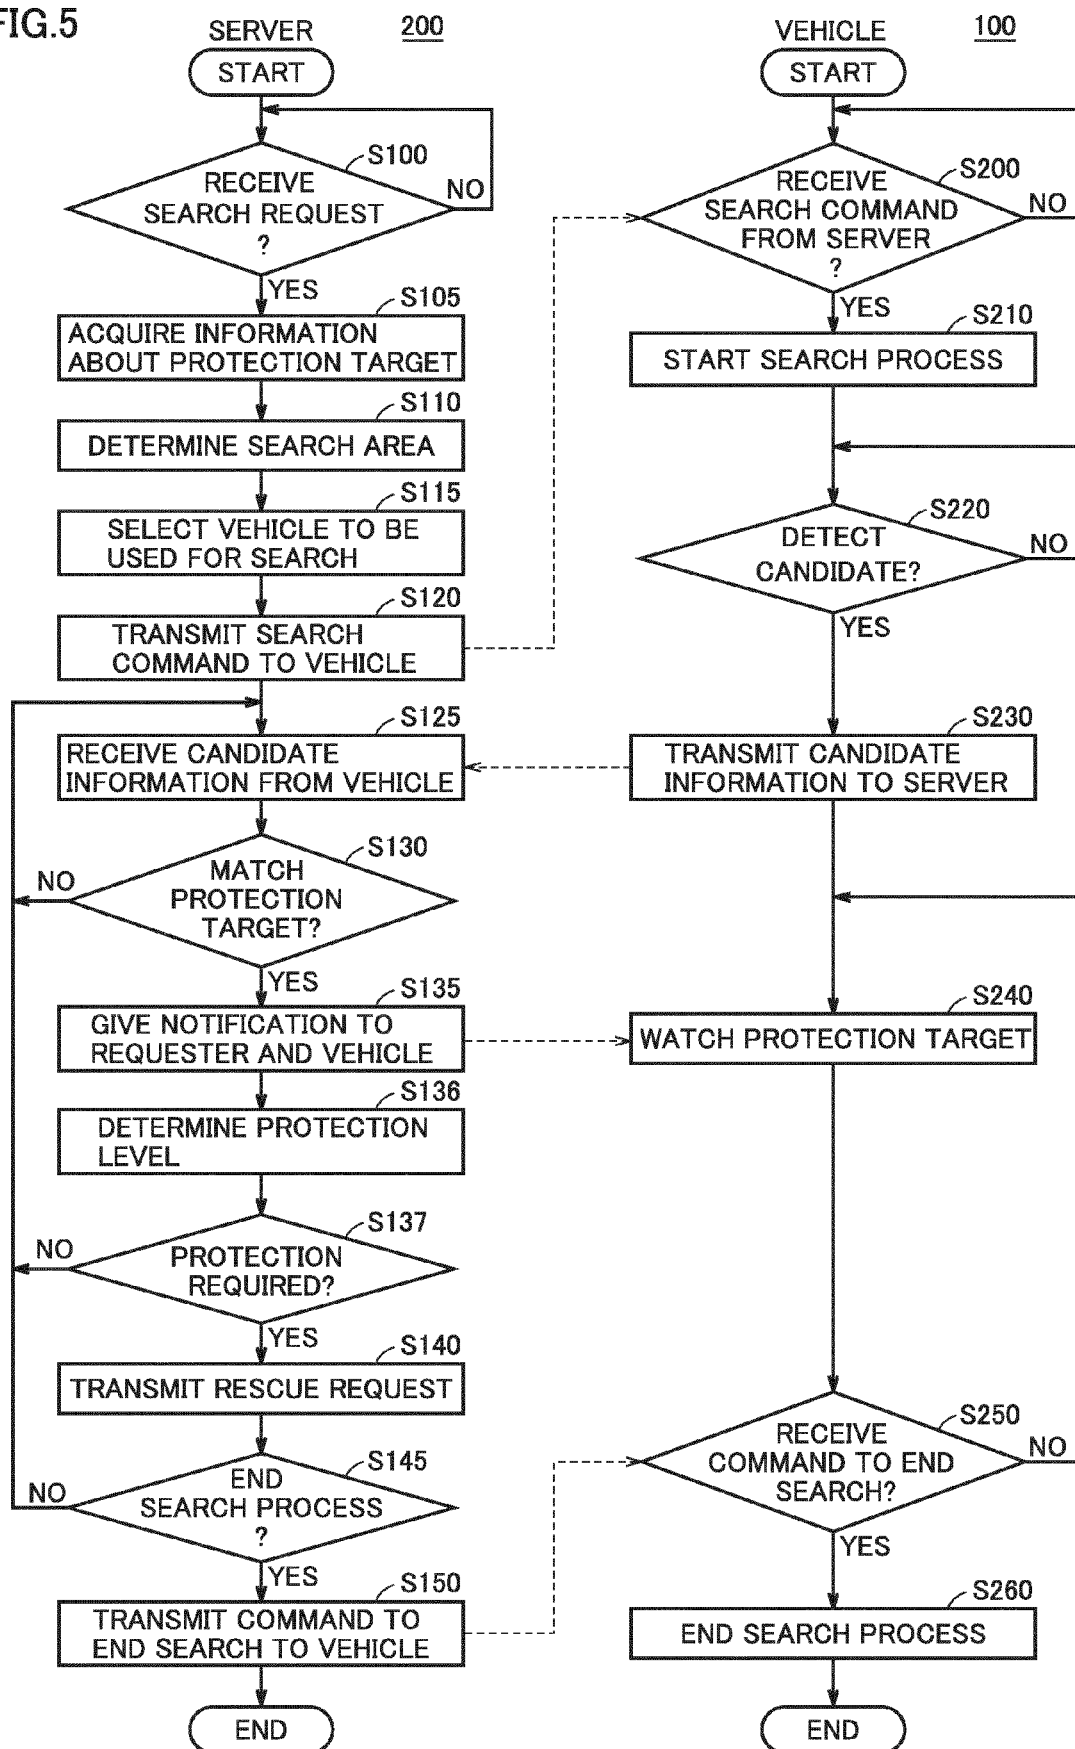 FIG.5
SERVER
200
START
S100
RECEIVE
SEARCH REQUEST
?
NO
YES
S105
ACQUIRE INFORMATION
ABOUT PROTECTION TARGET
S110
DETERMINE SEARCH AREA
S115
SELECT VEHICLE TO BE
USED FOR SEARCH
S120
TRANSMIT SEARCH
COMMAND TO VEHICLE
S125
RECEIVE CANDIDATE
INFORMATION FROM VEHICLE
S130
MATCH
PROTECTION
TARGET?
NO
YES
S135
GIVE NOTIFICATION TO
REQUESTER AND VEHICLE
S136
DETERMINE PROTECTION
LEVEL
S137
PROTECTION
REQUIRED?
NO
YES
S140
TRANSMIT RESCUE REQUEST
S145
END
SEARCH PROCESS
?
NO
YES
S150
TRANSMIT COMMAND TO
END SEARCH TO VEHICLE
END
VEHICLE
100
START
S200
RECEIVE
SEARCH COMMAND
FROM SERVER
?
NO
YES
S210
START SEARCH PROCESS
S220
DETECT
CANDIDATE?
NO
YES
S230
TRANSMIT CANDIDATE
INFORMATION TO SERVER
S240
WATCH PROTECTION TARGET
S250
RECEIVE
COMMAND TO END
SEARCH?
NO
YES
S260
END SEARCH PROCESS
END